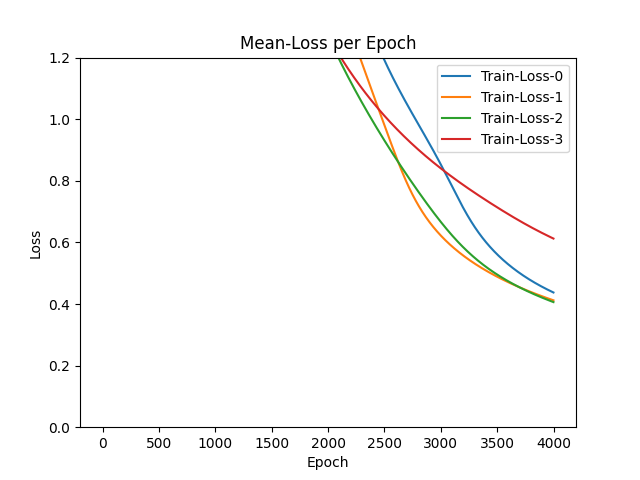 Mean-Loss per Epoch
1.2
1.0
0.8
0.6
0.4
0.2
0.0
Loss
Train-Loss-0
Train-Loss-1
Train-Loss-2
Train-Loss-3
0 500 1000 1500 2000 2500 3000 3500 4000
Epoch